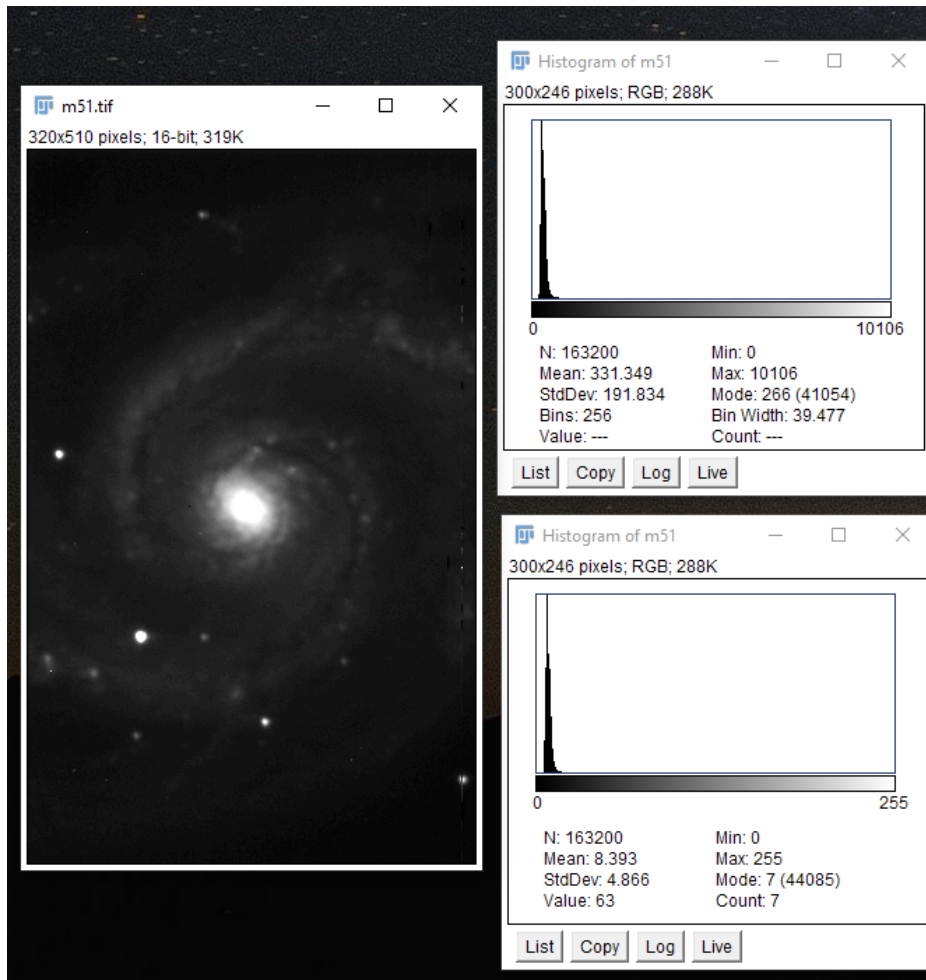 m51.tif
320x510 pixels; 16-bit; 319K
Histogram of m51
300x246 pixels; RGB; 288K
0 10106
N: 163200 Min: 0
Mean: 331.349 Max: 10106
StdDev: 191.834 Mode: 266 (41054)
Bins: 256 Bin Width: 39.477
Value: --- Count: ---
List Copy Log Live
Histogram of m51
300x246 pixels; RGB; 288K
0 255
N: 163200 Min: 0
Mean: 8.393 Max: 255
StdDev: 4.866 Mode: 7 (44085)
Value: 63 Count: 7
List Copy Log Live